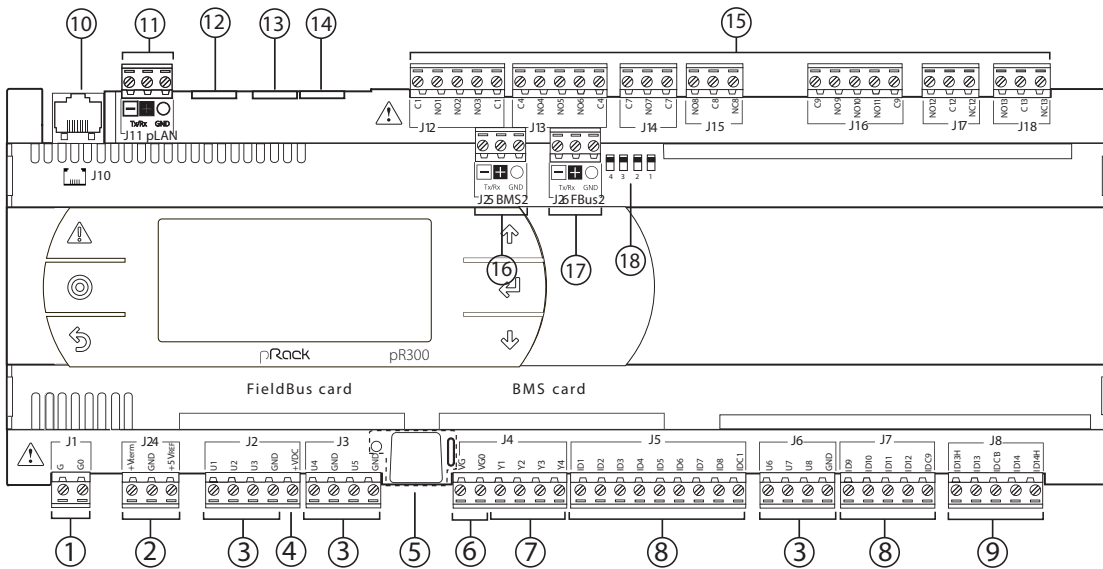 10 11 12 13 14 15
C1 NO1 NO2 NO3 C1 C4 NO4 NO5 NO6 C4 C7 NO7 C7 NO8 C8 NC8 C9 NO9 NO10 NO11 C9 NO12 C12 NC12 NO13 C13 NC13
Tx/Rx GND
J11 pLAN J12 J13 J14 J15 J16 J17 J18
J10
4 3 2 1
Tx/Rx GND Tx/Rx GND
J25 BMS2 J26 FBus2
16 17 18
pRack pR300
FieldBus card BMS card
J1 J24 J2 J3 J4 J5 J6 J7 J8
G G0 +Vterm GND +5VREF U1 U2 U3 GND +VDC U4 GND U5 GND VG VG0 Y1 Y2 Y3 Y4 ID1 ID2 ID3 ID4 ID5 ID6 ID7 ID8 IDC1 U6 U7 U8 GND ID9 ID10 ID11 ID12 IDC9 ID13H ID13 IDC13 ID14 ID14H
1 2 3 4 3 5 6 7 8 3 8 9